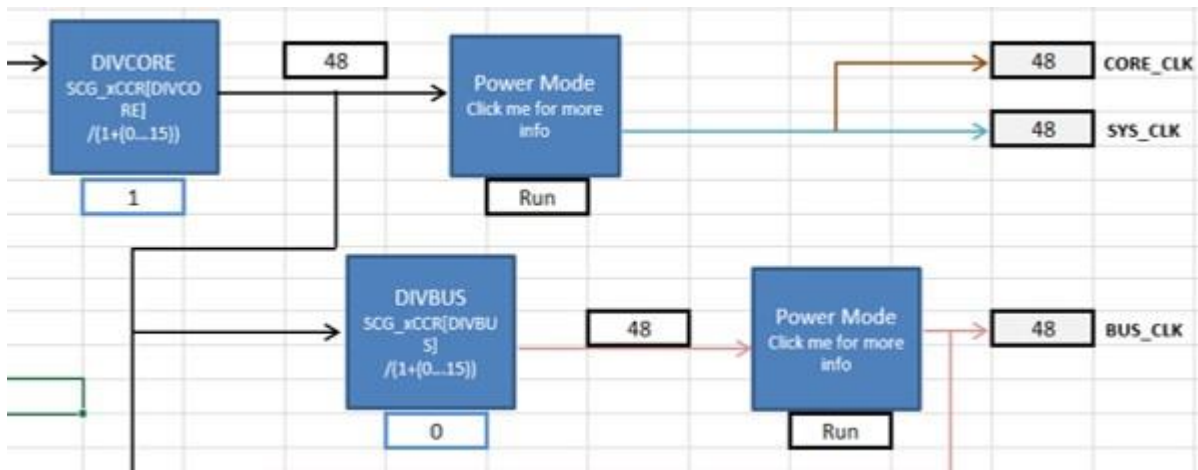 DIVCORE
SCG_xCCR[DIVCO
RE]
/(1+(0...15))
1
48
Power Mode
Click me for more
info
Run
48 CORE_CLK
48 SYS_CLK
DIVBUS
SCG_xCCR[DIVBU
S]
/(1+(0...15))
0
48
Power Mode
Click me for more
info
Run
48 BUS_CLK